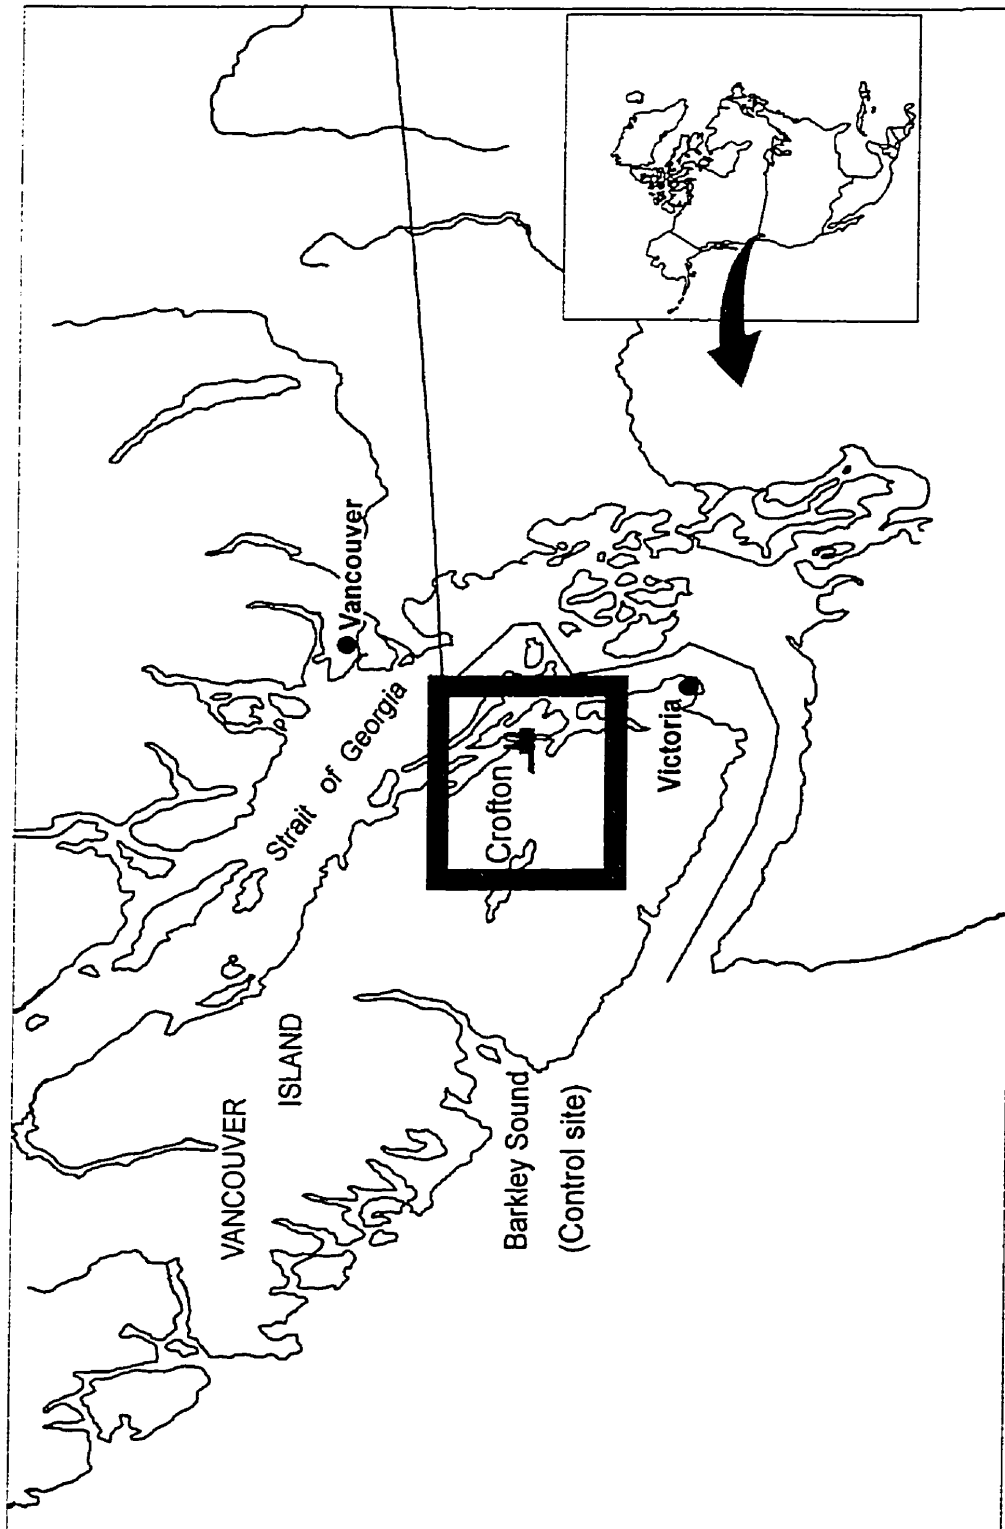 Vancouver
Strait of Georgia
Crofton
Victoria
VANCOUVER
ISLAND
Barkley Sound
(Control site)